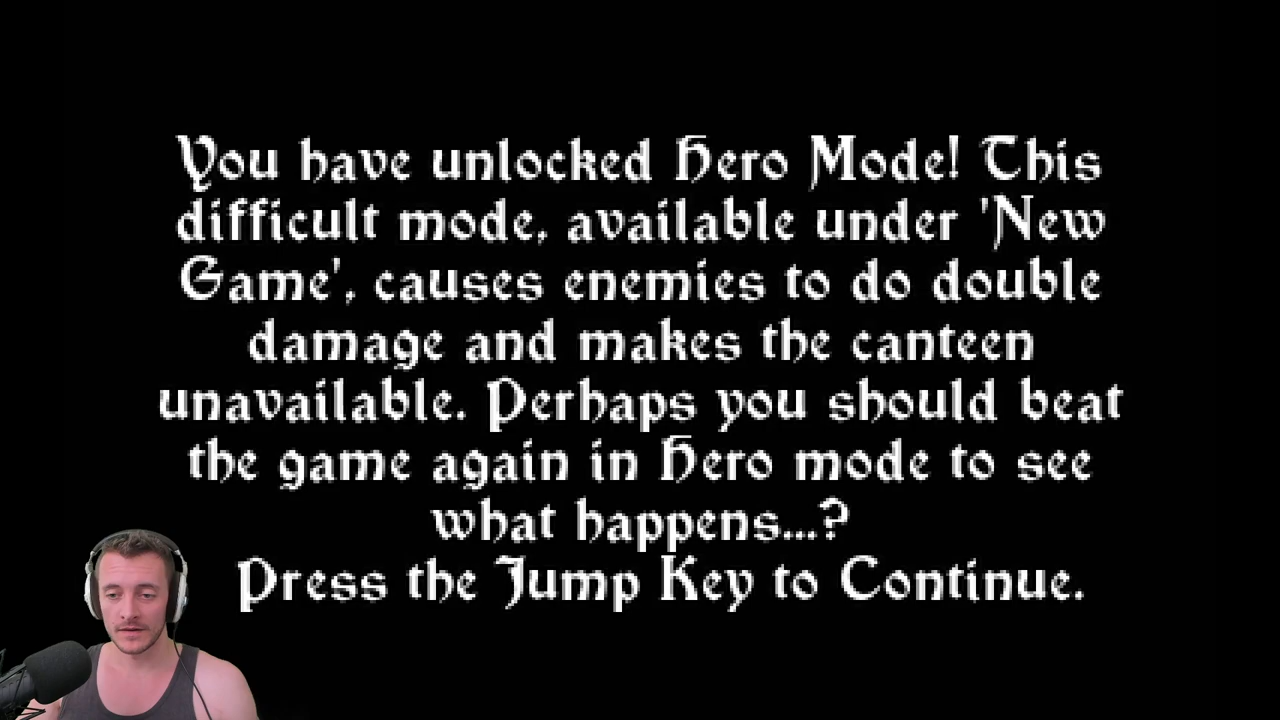 You have unlocked Hero Mode! This
difficult mode, available under 'New
Game', causes enemies to do double
damage and makes the canteen
unavailable. Perhaps you should beat
the game again in Hero mode to see
what happens...?
Press the Jump Key to Continue.